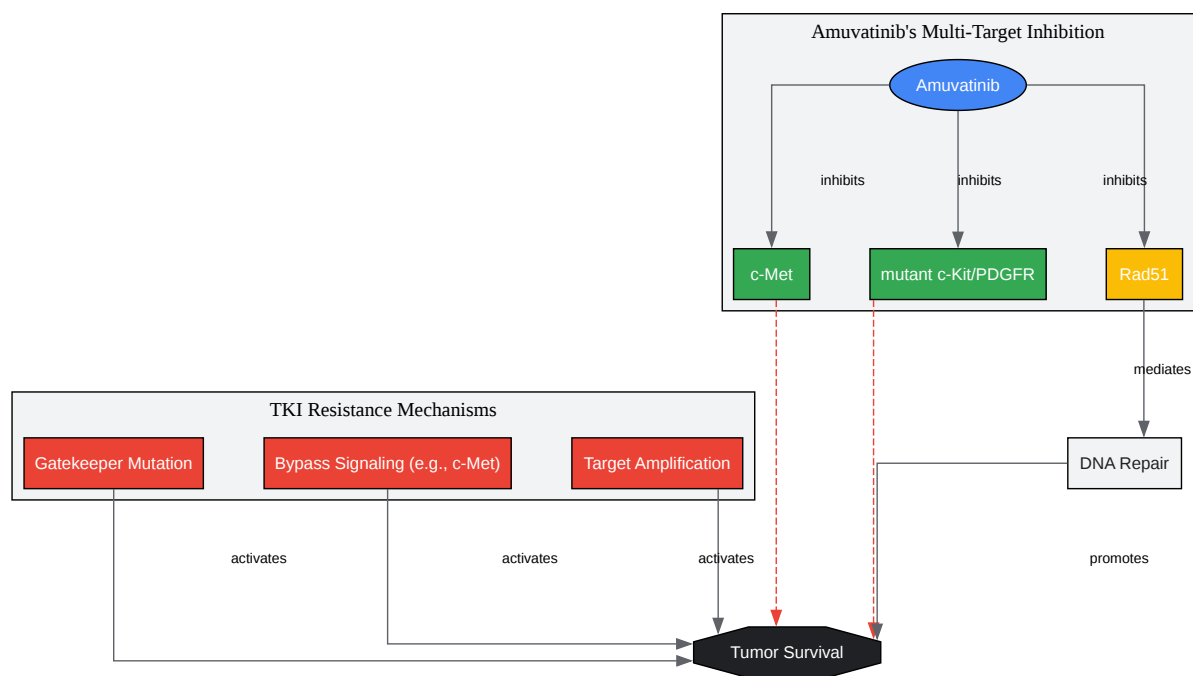 Amuvatinib's Multi-Target Inhibition
Amuvatinib
inhibits
inhibits
inhibits
c-Met
mutant c-Kit/PDGFR
Rad51
mediates
TKI Resistance Mechanisms
Gatekeeper Mutation
Bypass Signaling (e.g., c-Met)
Target Amplification
DNA Repair
activates
activates
activates
promotes
Tumor Survival